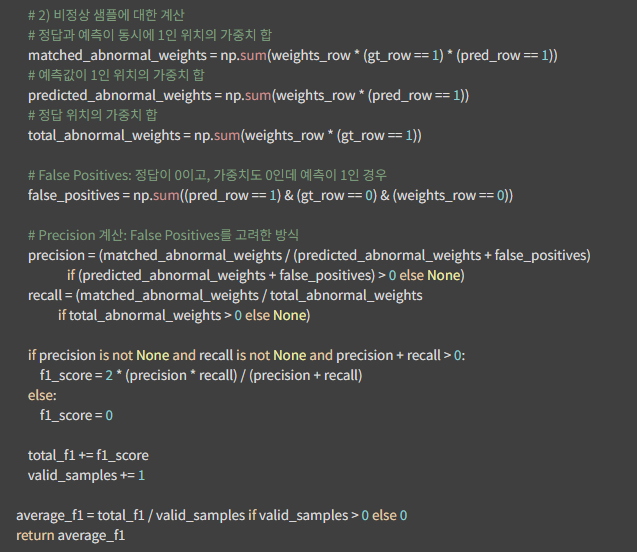 # 2) 비정상 샘플에 대한 계산
# 정답과 예측이 동시에 1인 위치의 가중치 합
matched_abnormal_weights = np.sum(weights_row * (gt_row == 1) * (pred_row == 1))
# 예측값이 1인 위치의 가중치 합
predicted_abnormal_weights = np.sum(weights_row * (pred_row == 1))
# 정답 위치의 가중치 합
total_abnormal_weights = np.sum(weights_row * (gt_row == 1))

# False Positives: 정답이 0이고, 가중치도 0인데 예측이 1인 경우
false_positives = np.sum((pred_row == 1) & (gt_row == 0) & (weights_row == 0))

# Precision 계산: False Positives를 고려한 방식
precision = (matched_abnormal_weights / (predicted_abnormal_weights + false_positives)
if (predicted_abnormal_weights + false_positives) > 0 else None)
recall = (matched_abnormal_weights / total_abnormal_weights
if total_abnormal_weights > 0 else None)

if precision is not None and recall is not None and precision + recall > 0:
f1_score = 2 * (precision * recall) / (precision + recall)
else:
f1_score = 0

total_f1 += f1_score
valid_samples += 1

average_f1 = total_f1 / valid_samples if valid_samples > 0 else 0
return average_f1